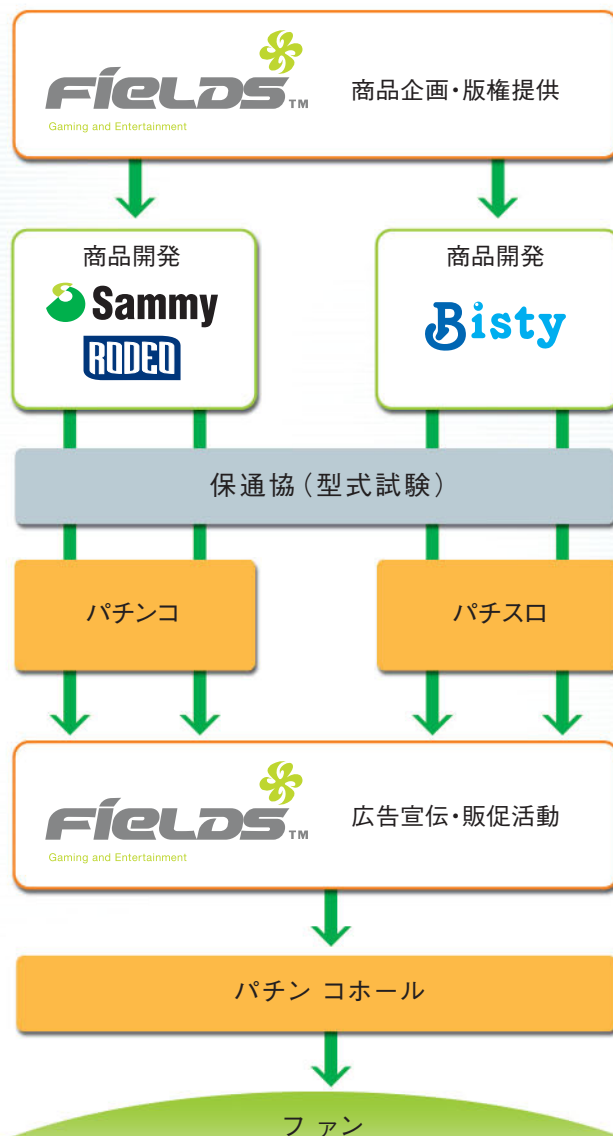 FIELDS™ 商品企画・版権提供
Gaming and Entertainment
商品開発
Sammy
RODEO
商品開発
Bisty
保通協（型式試験）
パチンコ
パチスロ
FIELDS™ 広告宣伝・販促活動
Gaming and Entertainment
パチンコホール
ファン